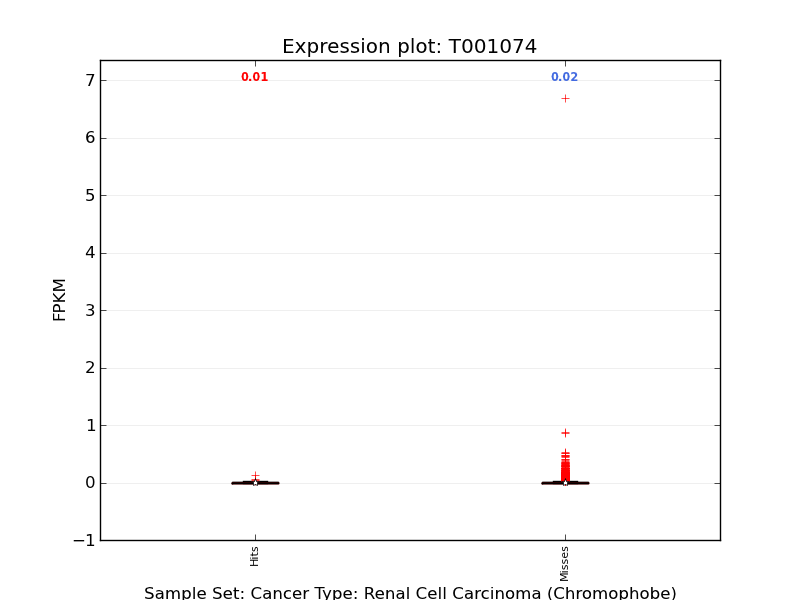 Expression plot: T001074
0.01
0.02
7
6
5
4
3
2
1
0
−1
FPKM
Hits
Misses
Sample Set: Cancer Type: Renal Cell Carcinoma (Chromophobe)